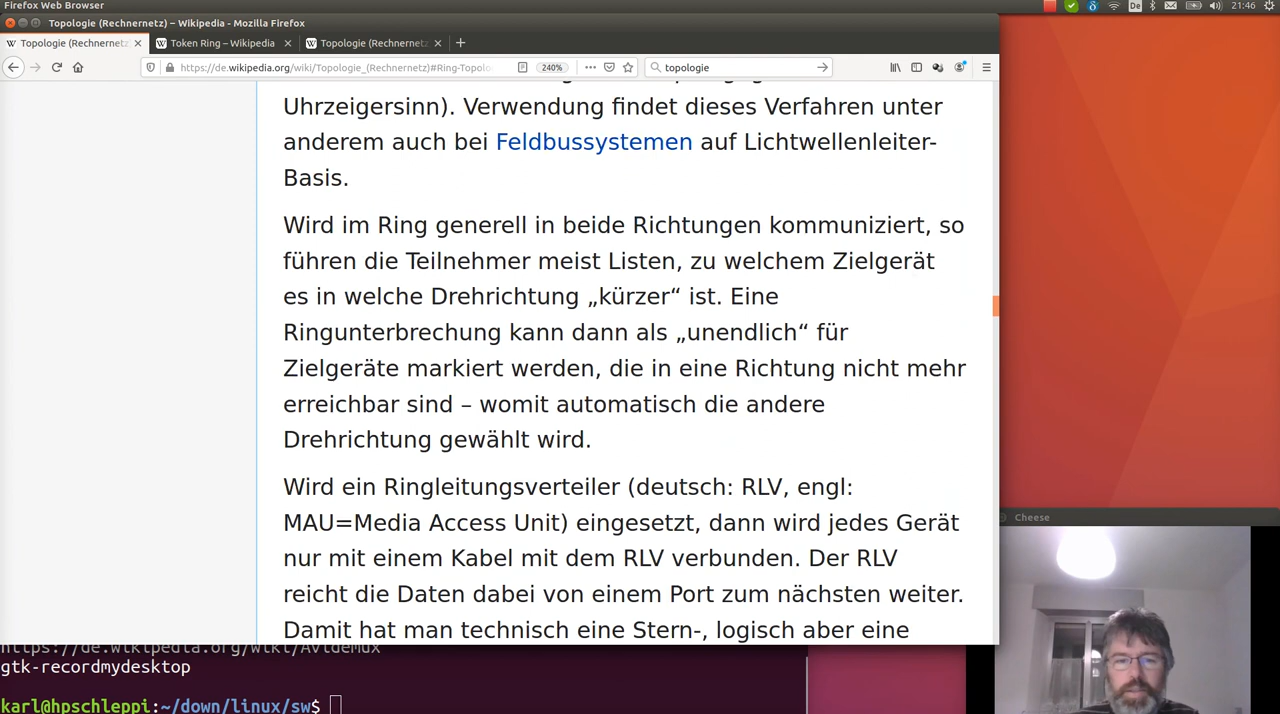 Firefox Web Browser
De
21:46
Topologie (Rechnernetz) – Wikipedia - Mozilla Firefox
Topologie (Rechnernetz
Token Ring – Wikipedia
Topologie (Rechnernetz
https://de.wikipedia.org/wiki/Topologie_(Rechnernetz)#Ring-Topolo
240%
topologie
Uhrzeigersinn). Verwendung findet dieses Verfahren unter
anderem auch bei Feldbussystemen auf Lichtwellenleiter-
Basis.
Wird im Ring generell in beide Richtungen kommuniziert, so
führen die Teilnehmer meist Listen, zu welchem Zielgerät
es in welche Drehrichtung „kürzer“ ist. Eine
Ringunterbrechung kann dann als „unendlich“ für
Zielgeräte markiert werden, die in eine Richtung nicht mehr
erreichbar sind – womit automatisch die andere
Drehrichtung gewählt wird.
Wird ein Ringleitungsverteiler (deutsch: RLV, engl:
MAU=Media Access Unit) eingesetzt, dann wird jedes Gerät
nur mit einem Kabel mit dem RLV verbunden. Der RLV
reicht die Daten dabei von einem Port zum nächsten weiter.
Damit hat man technisch eine Stern-, logisch aber eine
Cheese
https://de.wikipedia.org/wiki/Avidemux
gtk-recordmydesktop
karl@hpschleppi:~/down/linux/sw$